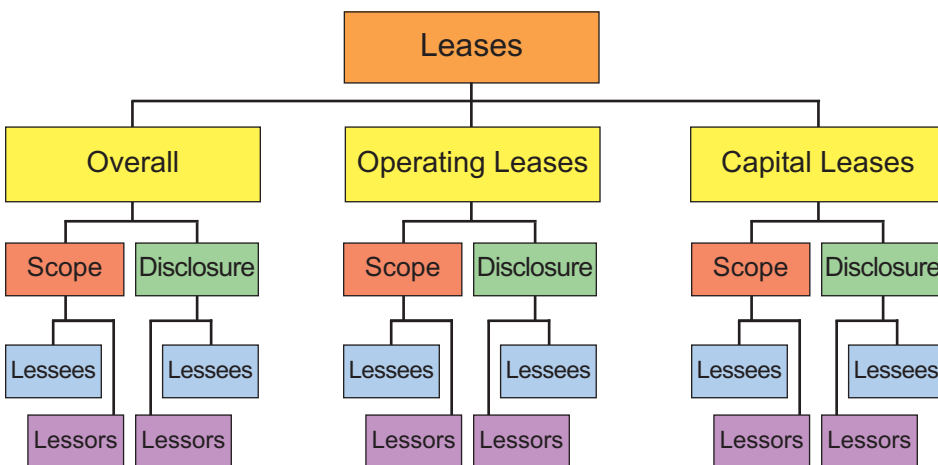 Leases
Overall
Operating Leases
Capital Leases
Scope
Disclosure
Scope
Disclosure
Scope
Disclosure
Lessees
Lessees
Lessees
Lessees
Lessees
Lessees
Lessors
Lessors
Lessors
Lessors
Lessors
Lessors